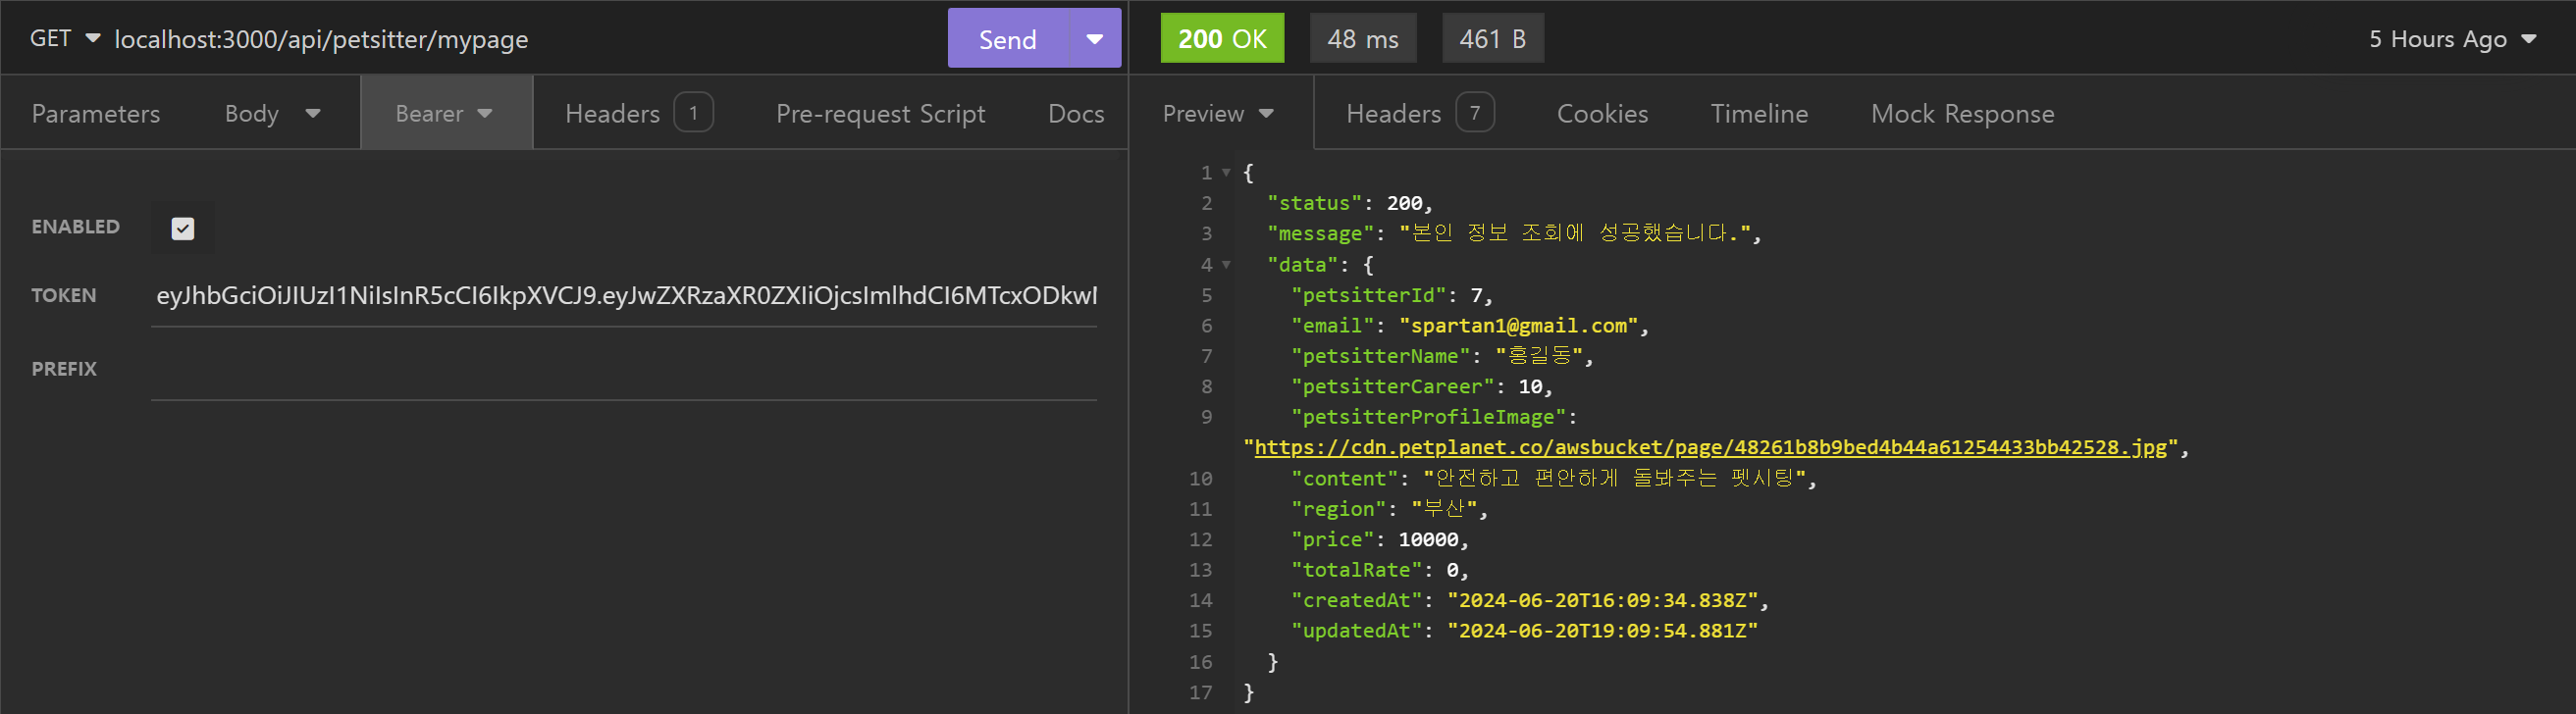 GET localhost:3000/api/petsitter/mypage Send
200 OK 48 ms 461 B 5 Hours Ago
Parameters Body Bearer Headers 1 Pre-request Script Docs
Preview Headers 7 Cookies Timeline Mock Response
ENABLED
TOKEN eyJhbGciOiJIUzI1NiIsInR5cCI6IkpXVCJ9.eyJwZXRzaXR0ZXIiOjcsImlhdCI6MTcxODkwI
PREFIX
1 {
2 "status": 200,
3 "message": "본인 정보 조회에 성공했습니다.",
4 "data": {
5 "petsitterId": 7,
6 "email": "spartan1@gmail.com",
7 "petsitterName": "홍길동",
8 "petsitterCareer": 10,
9 "petsitterProfileImage":
"https://cdn.petplanet.co/awsbucket/page/48261b8b9bed4b44a61254433bb42528.jpg",
10 "content": "안전하고 편안하게 돌봐주는 펫시팅",
11 "region": "부산",
12 "price": 10000,
13 "totalRate": 0,
14 "createdAt": "2024-06-20T16:09:34.838Z",
15 "updatedAt": "2024-06-20T19:09:54.881Z"
16 }
17 }